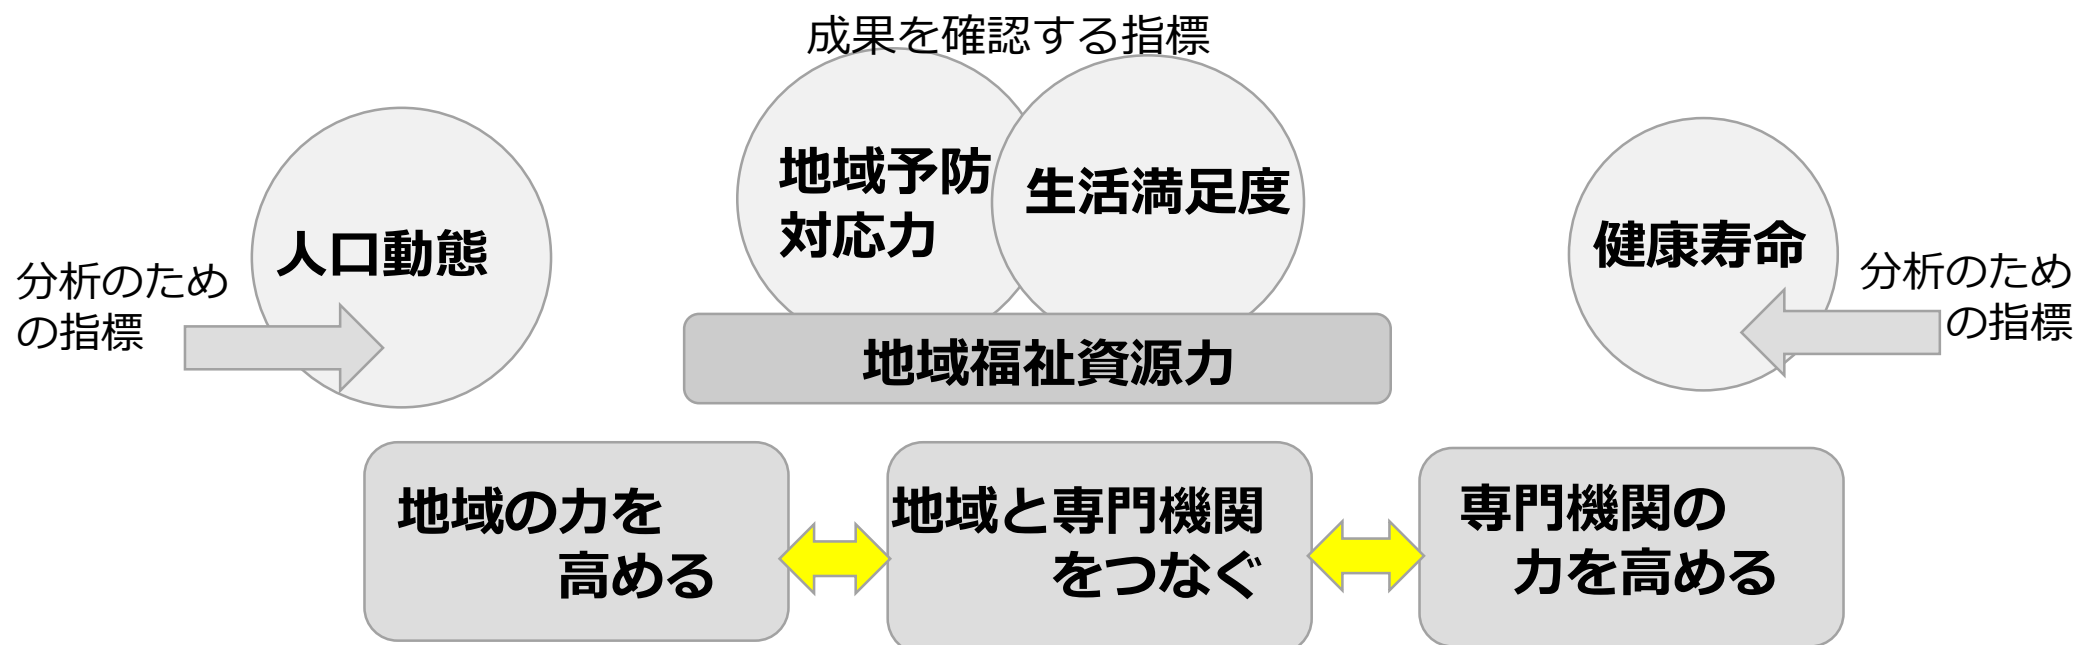 成果を確認する指標
地域予防
対応力
生活満足度
人口動態
健康寿命
分析のため
の指標
分析のため
の指標
地域福祉資源力
地域の力を
高める
地域と専門機関
をつなぐ
専門機関の
力を高める